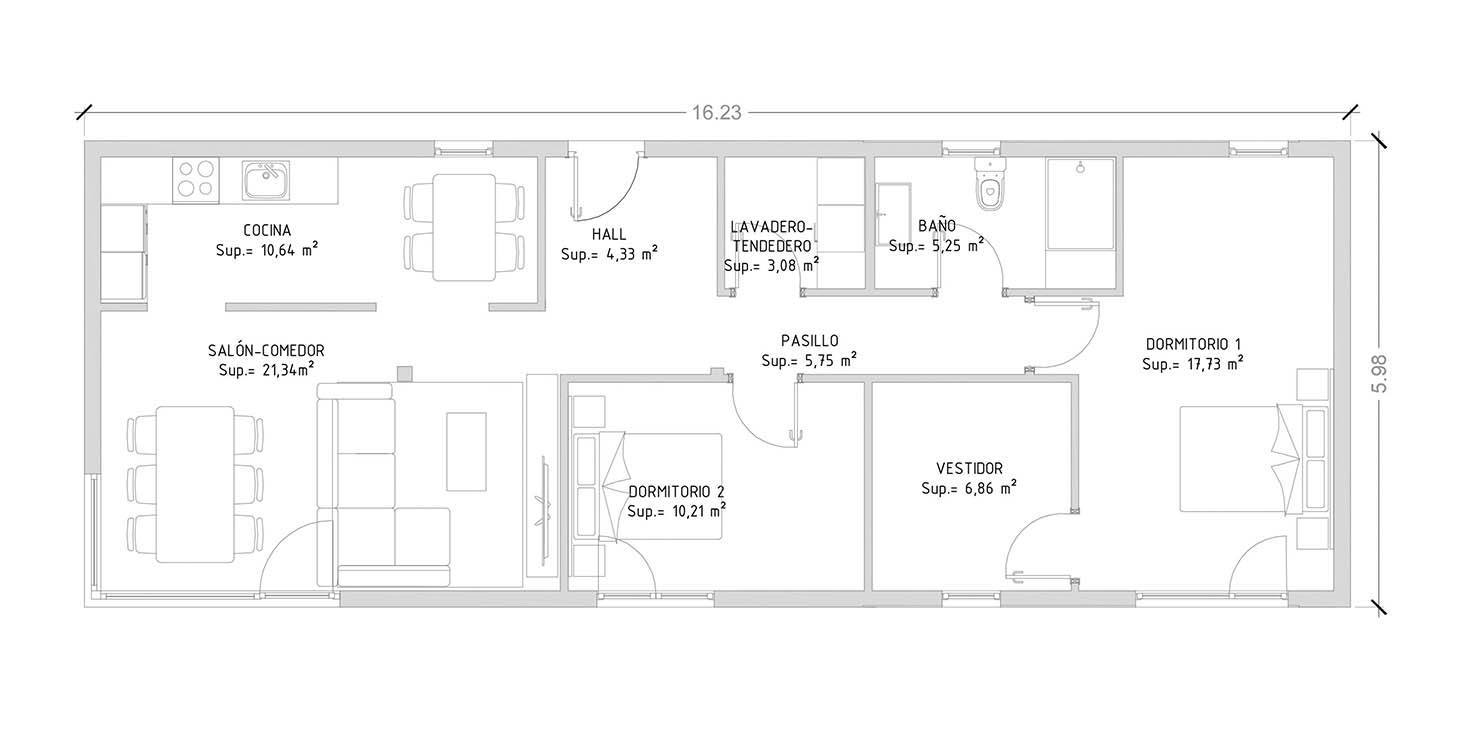 16.23
5.98
COCINA
Sup.= 10,64 m²
HALL
Sup.= 4,33 m²
LAVADERO-
TENDEDERO
Sup.= 3,08 m²
BAÑO
Sup.= 5,25 m²
SALÓN-COMEDOR
Sup.= 21,34m²
PASILLO
Sup.= 5,75 m²
DORMITORIO 1
Sup.= 17,73 m²
DORMITORIO 2
Sup.= 10,21 m²
VESTIDOR
Sup.= 6,86 m²